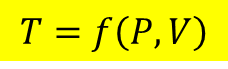 T = f(P, V)